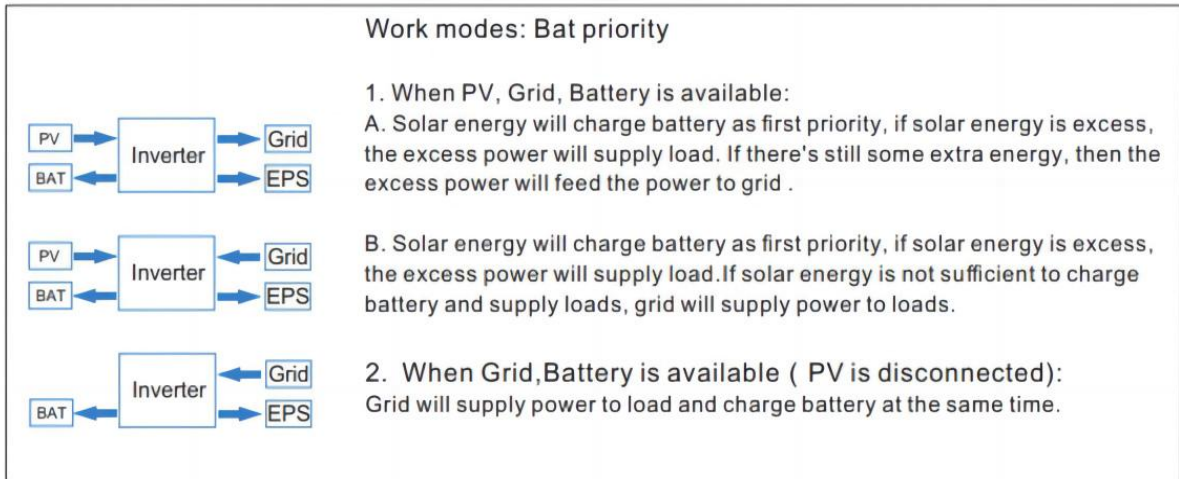 Work modes: Bat priority
1. When PV, Grid, Battery is available:
A. Solar energy will charge battery as first priority, if solar energy is excess,
the excess power will supply load. If there's still some extra energy, then the
excess power will feed the power to grid .
PV
BAT
Inverter
Grid
EPS
B. Solar energy will charge battery as first priority, if solar energy is excess,
the excess power will supply load.If solar energy is not sufficient to charge
battery and supply loads, grid will supply power to loads.
PV
BAT
Inverter
Grid
EPS
2. When Grid,Battery is available ( PV is disconnected):
Grid will supply power to load and charge battery at the same time.
BAT
Inverter
Grid
EPS